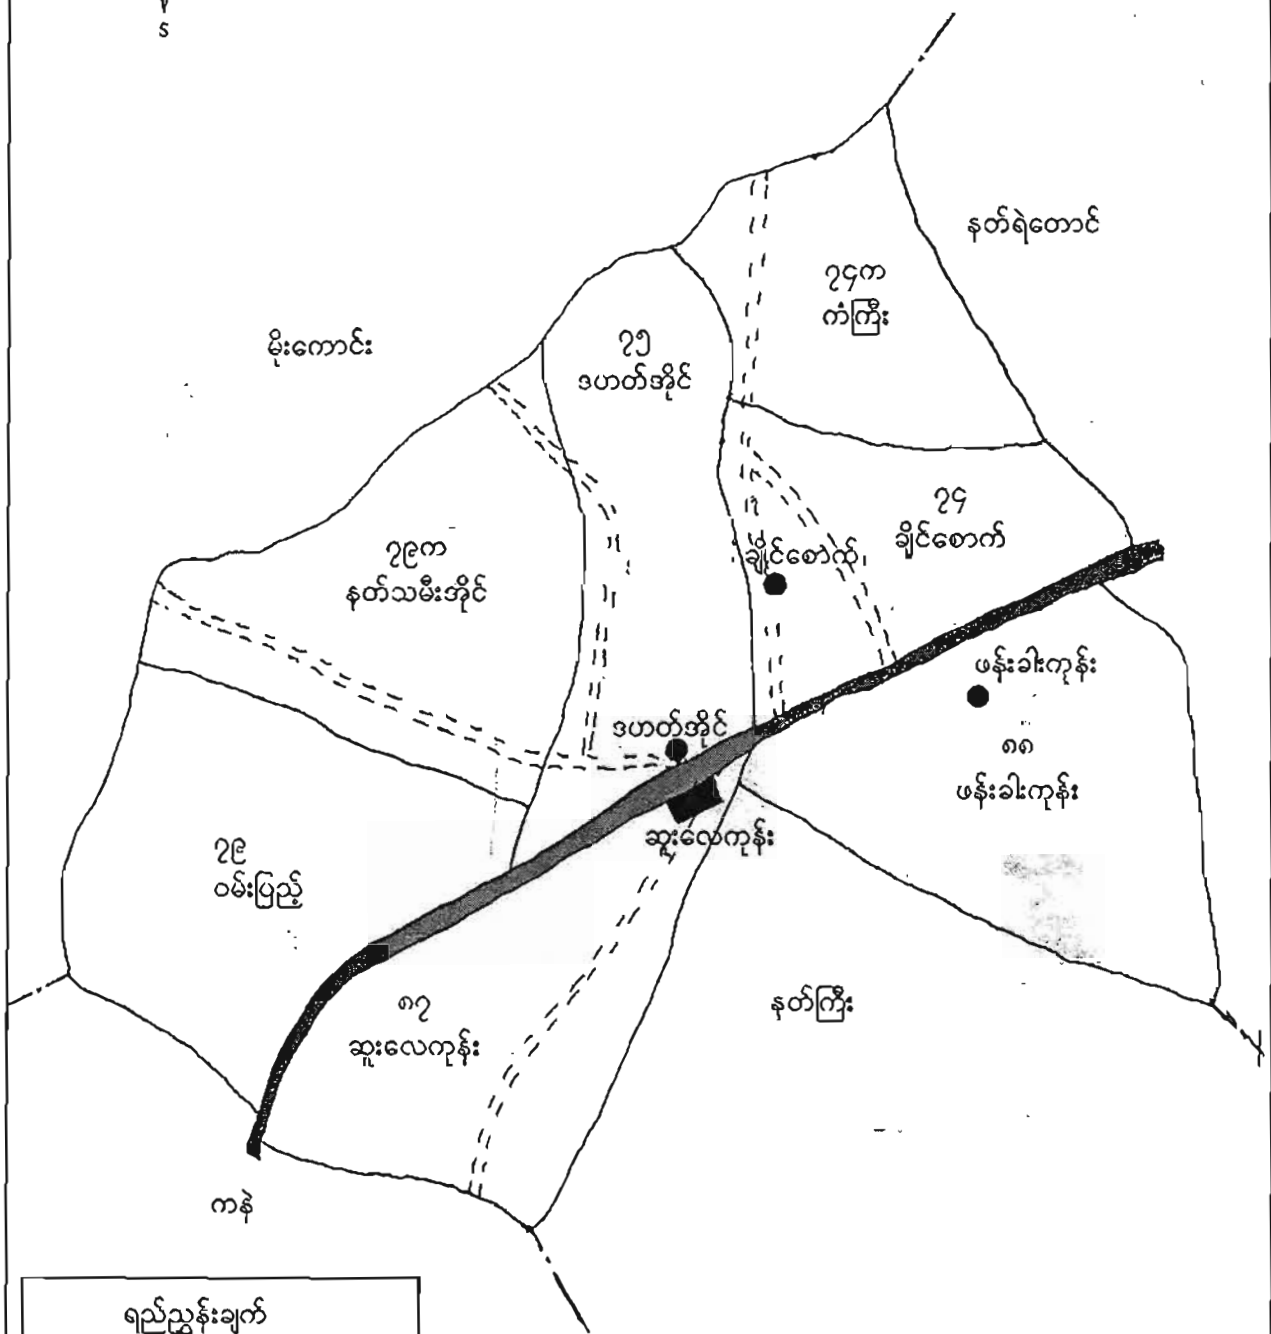 S
နတ်ရဲတောင်
၇၄က
ကံကြီး
မိုးကောင်း
၇၅
ဒဟတ်အိုင်
၇၄
ချိုင်စောက်
ချိုင်စောက်
၇၉က
နတ်သမီးအိုင်
ဖန်းခါးကုန်း
ဒဟတ်အိုင်
၈၈
ဖန်းခါးကုန်း
ဆူးလေကုန်း
၇၉
ဝမ်းပြည့်
၈၇
ဆူးလေကုန်း
နတ်ကြီး
ကနဲ
ရည်ညွှန်းချက်